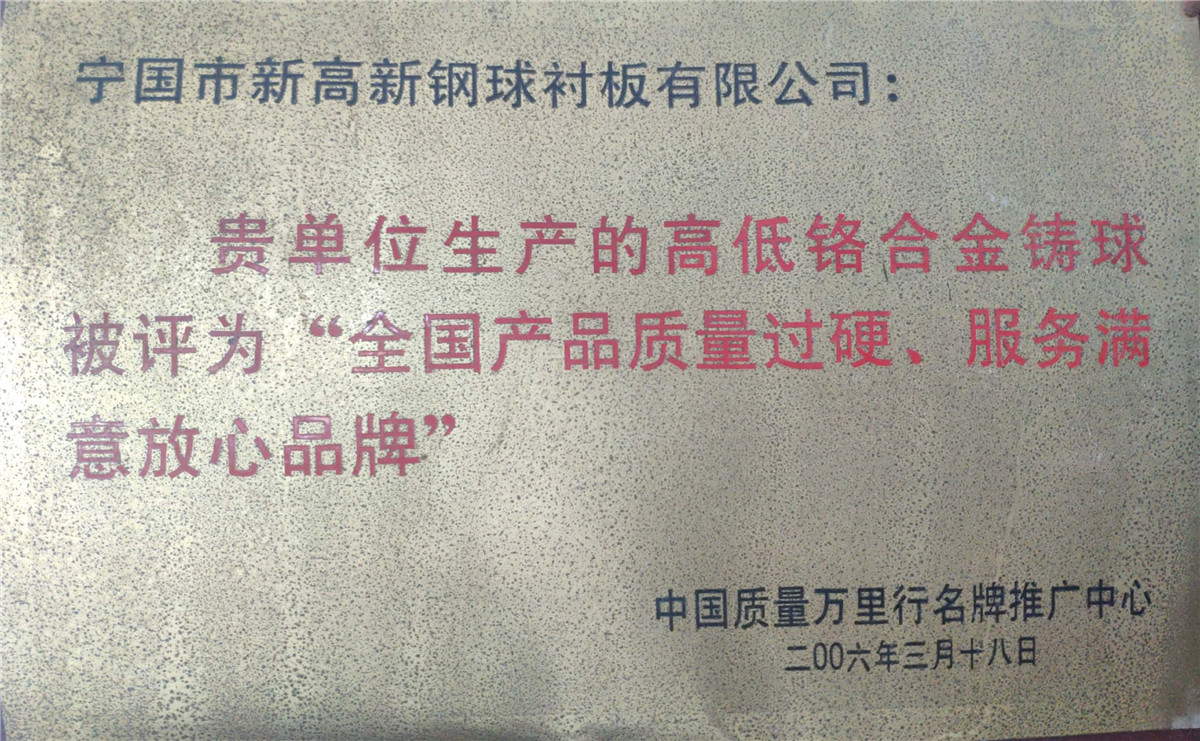 宁国市新高新钢球衬板有限公司：
贵单位生产的高低铬合金铸球
被评为“全国产品质量过硬、服务满
意放心品牌”
中国质量万里行名牌推广中心
二00六年三月十八日